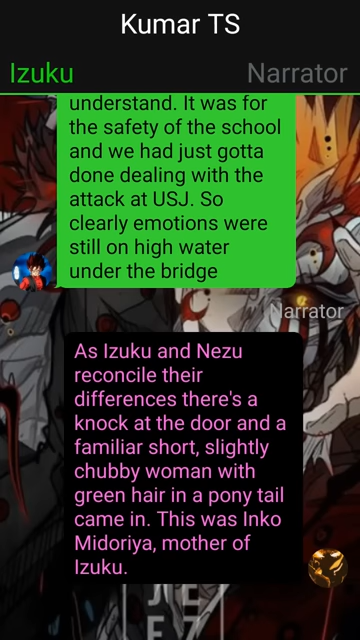 Kumar TS
Izuku
Narrator
understand. It was for
the safety of the school
and we had just gotta
done dealing with the
attack at USJ. So
clearly emotions were
still on high water
under the bridge
Narrator
As Izuku and Nezu
reconcile their
differences there's a
knock at the door and a
familiar short, slightly
chubby woman with
green hair in a pony tail
came in. This was Inko
Midoriya, mother of
Izuku.